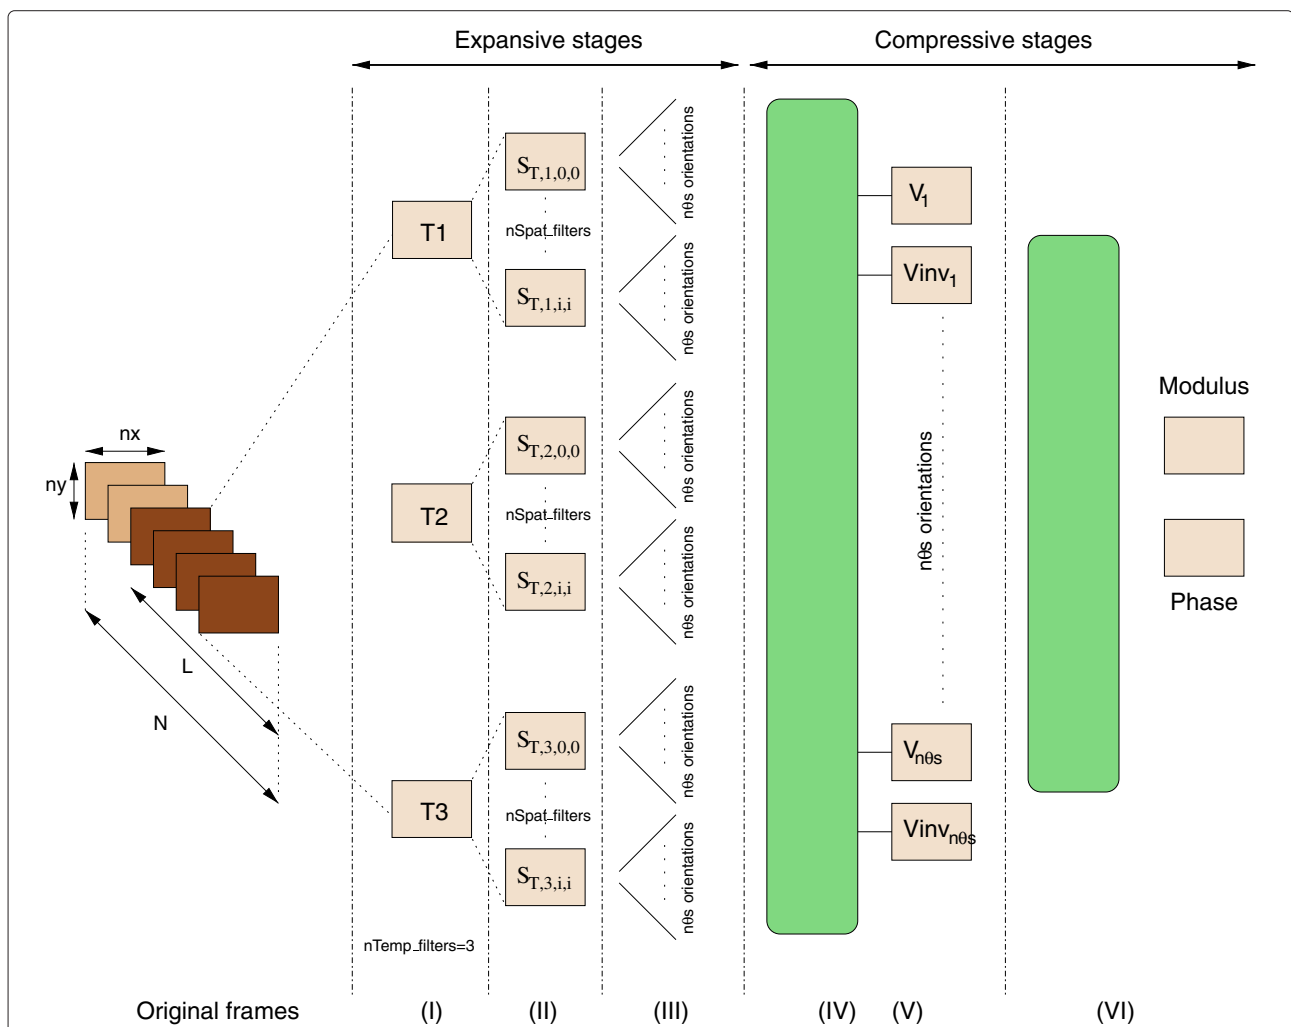 Expansive stages
Compressive stages
nx
ny
L
N
Original frames
T1
T2
T3
nTemp_filters=3
(I)
S_T,1,0,0
nSpat_filters
S_T,1,i,i
S_T,2,0,0
nSpat_filters
S_T,2,i,i
S_T,3,0,0
nSpat_filters
S_T,3,i,i
(II)
nθs orientations
nθs orientations
nθs orientations
nθs orientations
nθs orientations
nθs orientations
(III)
(IV)
V_1
Vinv_1
nθs orientations
V_nθs
Vinv_nθs
(V)
(VI)
Modulus
Phase